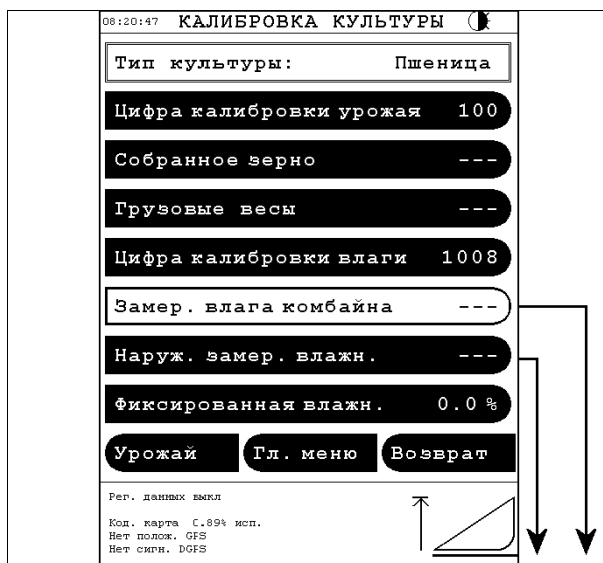 08:20:47 КАЛИБРОВКА КУЛЬТУРЫ
Тип культуры: Пшеница
Цифра калибровки урожая 100
Собранное зерно ---
Грузовые весы ---
Цифра калибровки влаги 1008
Замер. влага комбайна ---
Наруж. замер. влажн. ---
Фиксированная влажн. 0.0 %
Урожай Гл. меню Возврат
Рег. данных выкл
Код. карта C.89% исп.
Нет полож. GPS
Нет сигн. DGPS